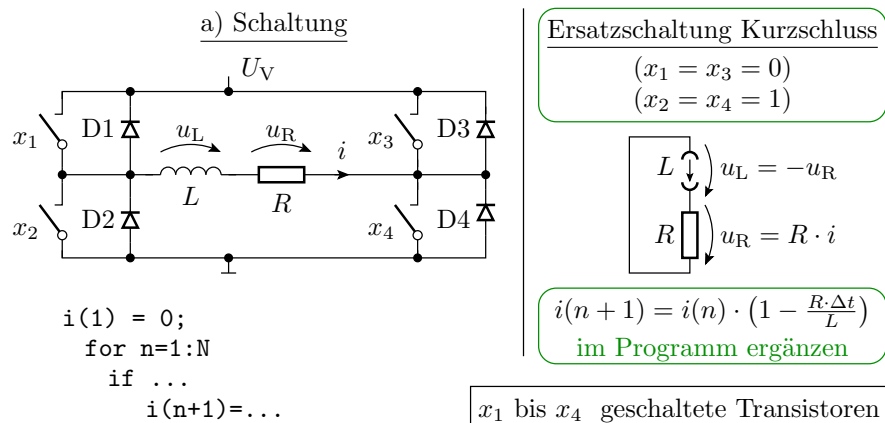 a) Schaltung
U_V
x_1
D1
u_L
u_R
i
x_3
D3
L
R
x_2
D2
x_4
D4
i(1) = 0;
for n=1:N
if ...
i(n+1)=...
Ersatzschaltung Kurzschluss
(x_1 = x_3 = 0)
(x_2 = x_4 = 1)
L
u_L = −u_R
R
u_R = R · i
i(n + 1) = i(n) · (1 − \frac{R·Δt}{L})
im Programm ergänzen
x_1 bis x_4 geschaltete Transistoren